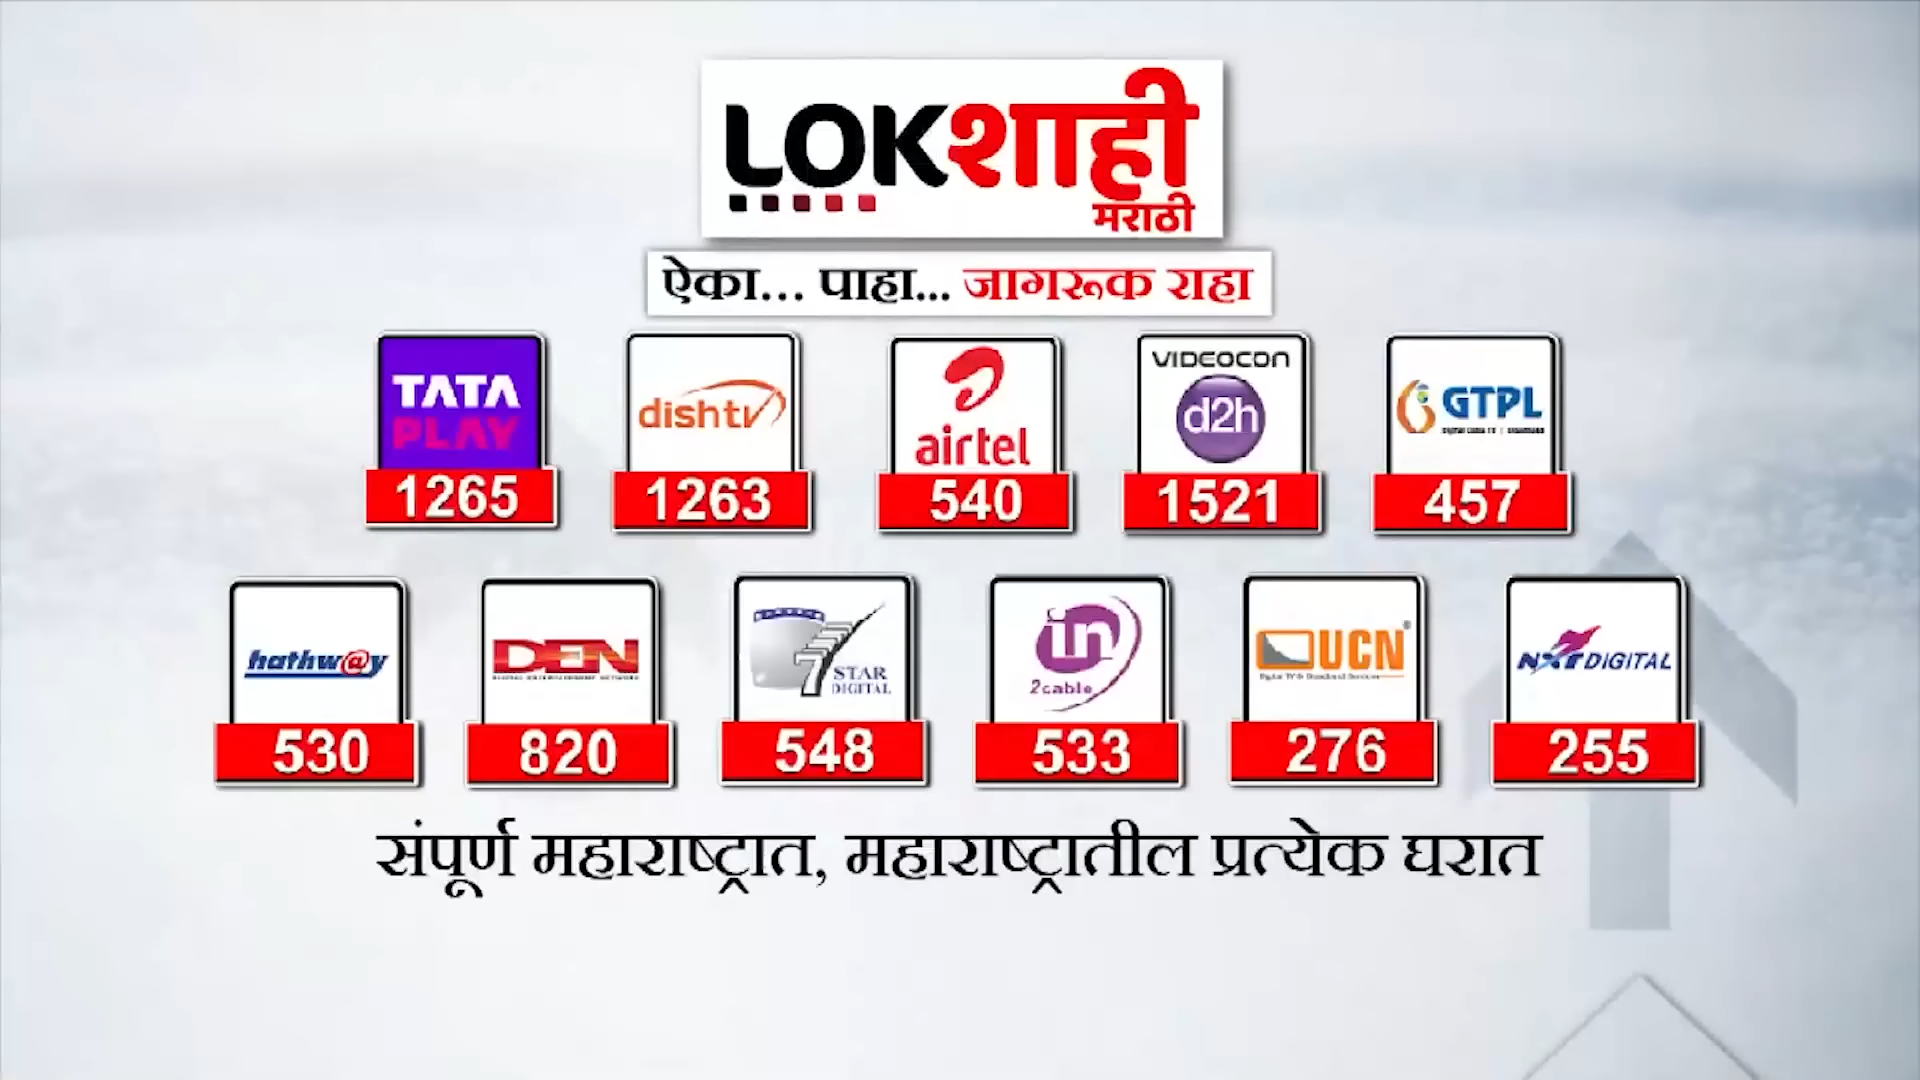 LOKशाही
मराठी
ऐका... पाहा... जागरूक राहा
TATA
PLAY
1265
dishtv
1263
airtel
540
VIDEOCON
d2h
1521
GTPL
457
hathw@y
530
DEN
820
7 STAR
DIGITAL
548
in
2cable
533
UCN
276
NXT DIGITAL
255
संपूर्ण महाराष्ट्रात, महाराष्ट्रातील प्रत्येक घरात